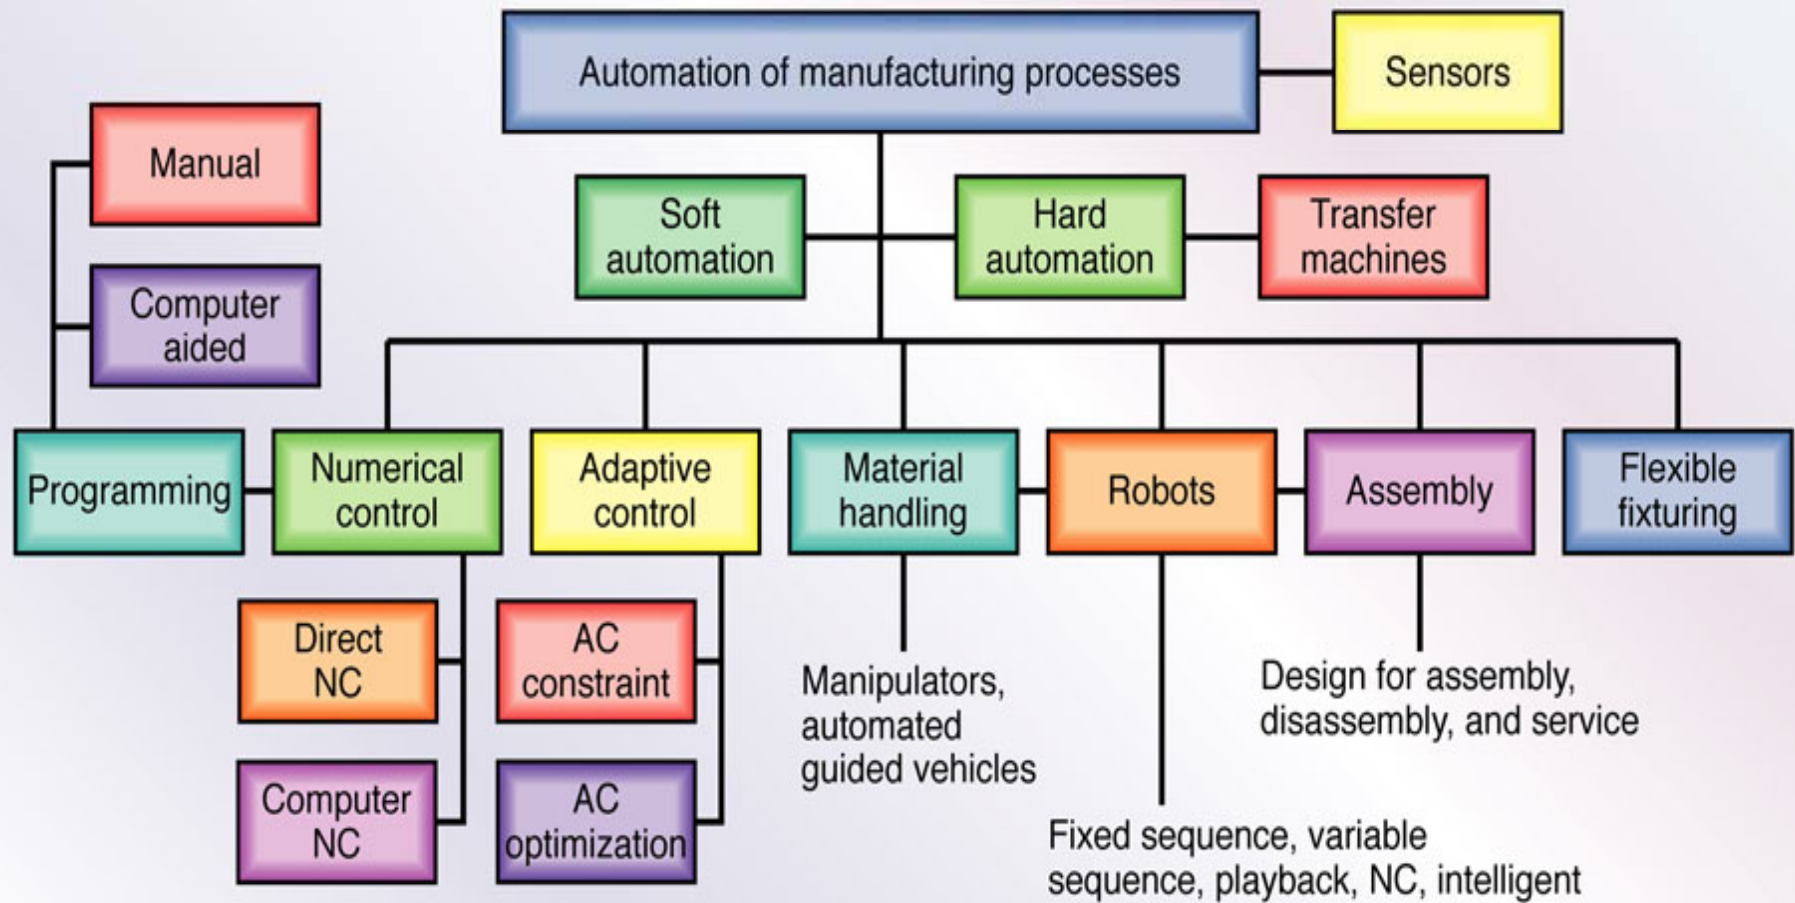 Automation of manufacturing processes
Sensors
Manual
Soft
automation
Hard
automation
Transfer
machines
Computer
aided
Programming
Numerical
control
Adaptive
control
Material
handling
Robots
Assembly
Flexible
fixturing
Direct
NC
AC
constraint
Manipulators,
automated
guided vehicles
Design for assembly,
disassembly, and service
Computer
NC
AC
optimization
Fixed sequence, variable
sequence, playback, NC, intelligent